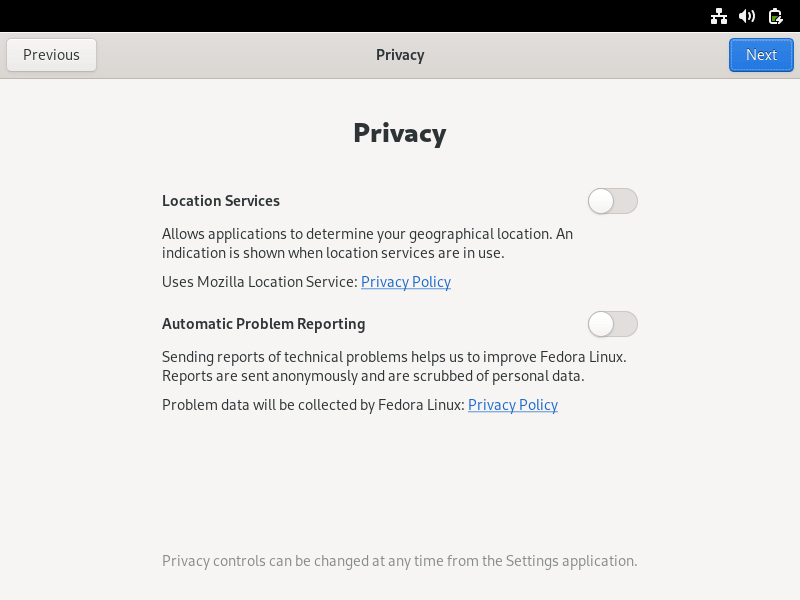 Previous
Privacy
Next
Privacy
Location Services
Allows applications to determine your geographical location. An
indication is shown when location services are in use.
Uses Mozilla Location Service: Privacy Policy
Automatic Problem Reporting
Sending reports of technical problems helps us to improve Fedora Linux.
Reports are sent anonymously and are scrubbed of personal data.
Problem data will be collected by Fedora Linux: Privacy Policy
Privacy controls can be changed at any time from the Settings application.